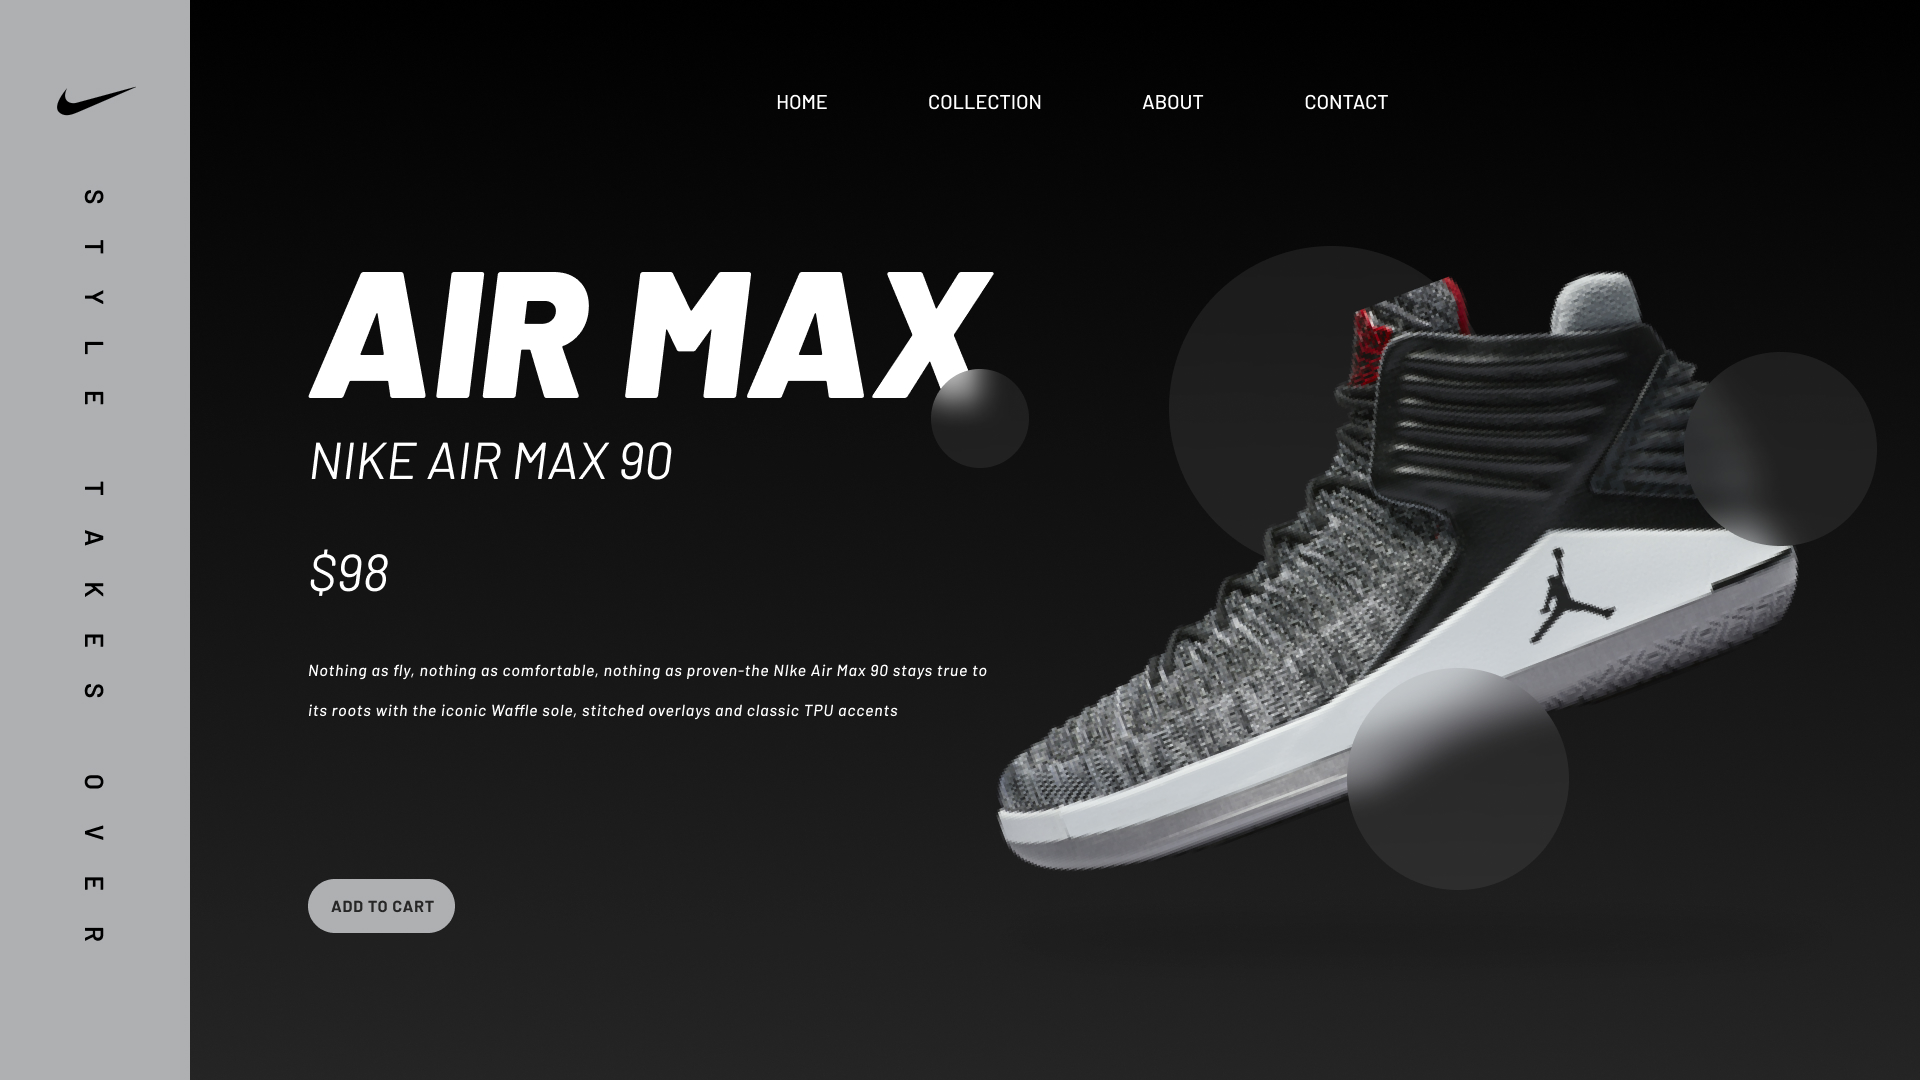 STYLE TAKES OVER
HOME COLLECTION ABOUT CONTACT
AIR MAX
NIKE AIR MAX 90
$98
Nothing as fly, nothing as comfortable, nothing as proven-the NIke Air Max 90 stays true to
its roots with the iconic Waffle sole, stitched overlays and classic TPU accents
ADD TO CART